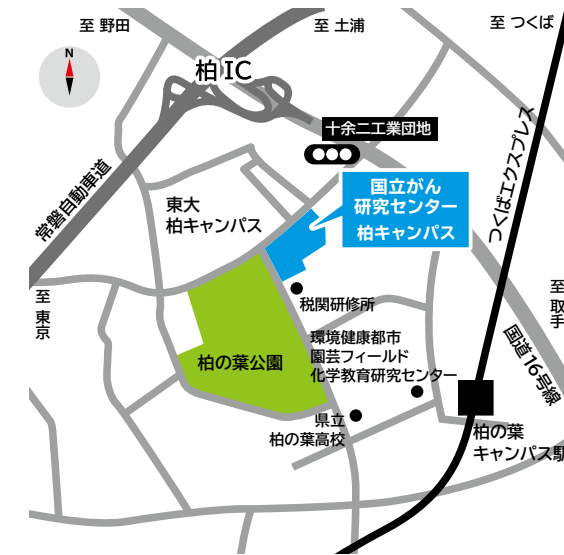 至 野田
至 土浦
至 つくば
N
柏 IC
十余二工業団地
国立がん
研究センター
柏キャンパス
つくばエクスプレス
常磐自動車道
東大
柏キャンパス
至 東京
至 取手
税関研修所
国道16号線
環境健康都市
園芸フィールド
化学教育研究センター
柏の葉公園
県立
柏の葉高校
柏の葉
キャンパス駅